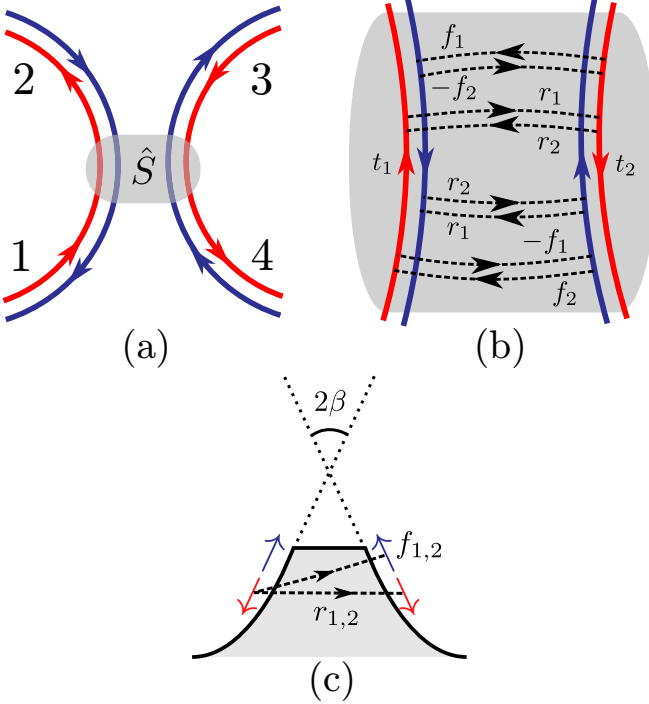 2
3
Ŝ
1
4
(a)
f₁
−f₂
r₁
r₂
t₁
t₂
r₂
r₁
−f₁
f₂
(b)
2β
f₁,₂
r₁,₂
(c)